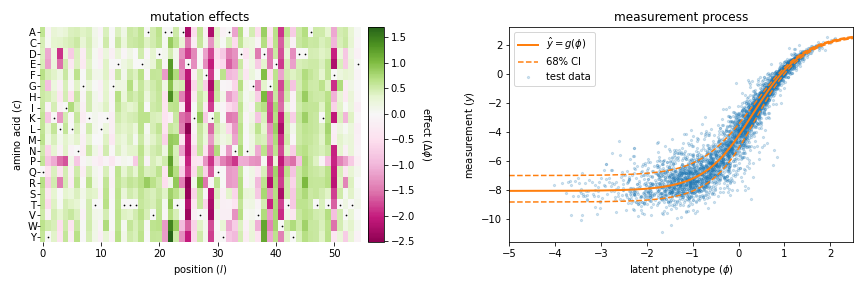 mutation effects
A
C
D
E
F
G
H
I
K
L
M
N
P
Q
R
S
T
V
W
Y
amino acid (c)
0 10 20 30 40 50
position (l)
1.5
1.0
0.5
0.0
−0.5
−1.0
−1.5
−2.0
−2.5
effect (Δϕ)
measurement process
ŷ = g(ϕ)
68% CI
test data
2
0
−2
−4
−6
−8
−10
measurement (y)
−5 −4 −3 −2 −1 0 1 2
latent phenotype (ϕ)